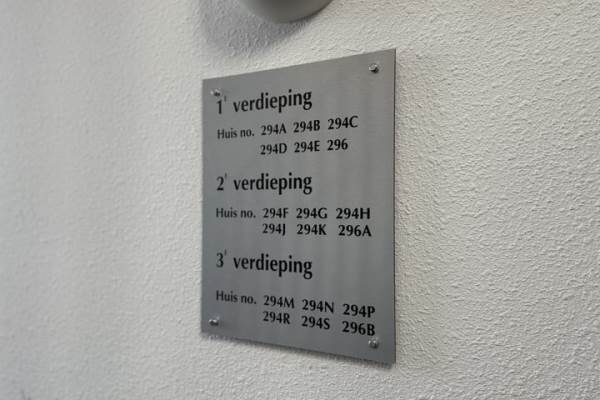 1e verdieping
Huis no. 294A 294B 294C
294D 294E 296
2e verdieping
Huis no. 294F 294G 294H
294J 294K 296A
3e verdieping
Huis no. 294M 294N 294P
294R 294S 296B